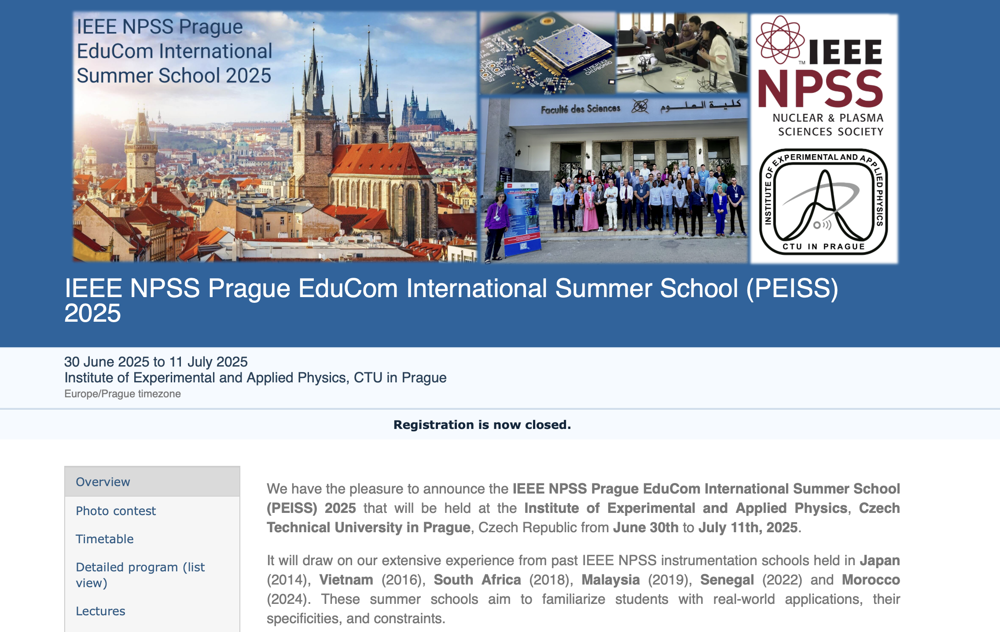 IEEE NPSS Prague
EduCom International
Summer School 2025
SELECT
TIMEPIX3
CHIPBOARD
Faculté des Sciences كلية العلوم
IEEE
NPSS
NUCLEAR & PLASMA
SCIENCES SOCIETY
INSTITUTE OF EXPERIMENTAL AND APPLIED PHYSICS
CTU IN PRAGUE
IEEE NPSS Prague EduCom International Summer School (PEISS)
2025
30 June 2025 to 11 July 2025
Institute of Experimental and Applied Physics, CTU in Prague
Europe/Prague timezone
Registration is now closed.
Overview
Photo contest
Timetable
Detailed program (list
view)
Lectures
We have the pleasure to announce the IEEE NPSS Prague EduCom International Summer School
(PEISS) 2025 that will be held at the Institute of Experimental and Applied Physics, Czech
Technical University in Prague, Czech Republic from June 30th to July 11th, 2025.
It will draw on our extensive experience from past IEEE NPSS instrumentation schools held in Japan
(2014), Vietnam (2016), South Africa (2018), Malaysia (2019), Senegal (2022) and Morocco
(2024). These summer schools aim to familiarize students with real-world applications, their
specificities, and constraints.